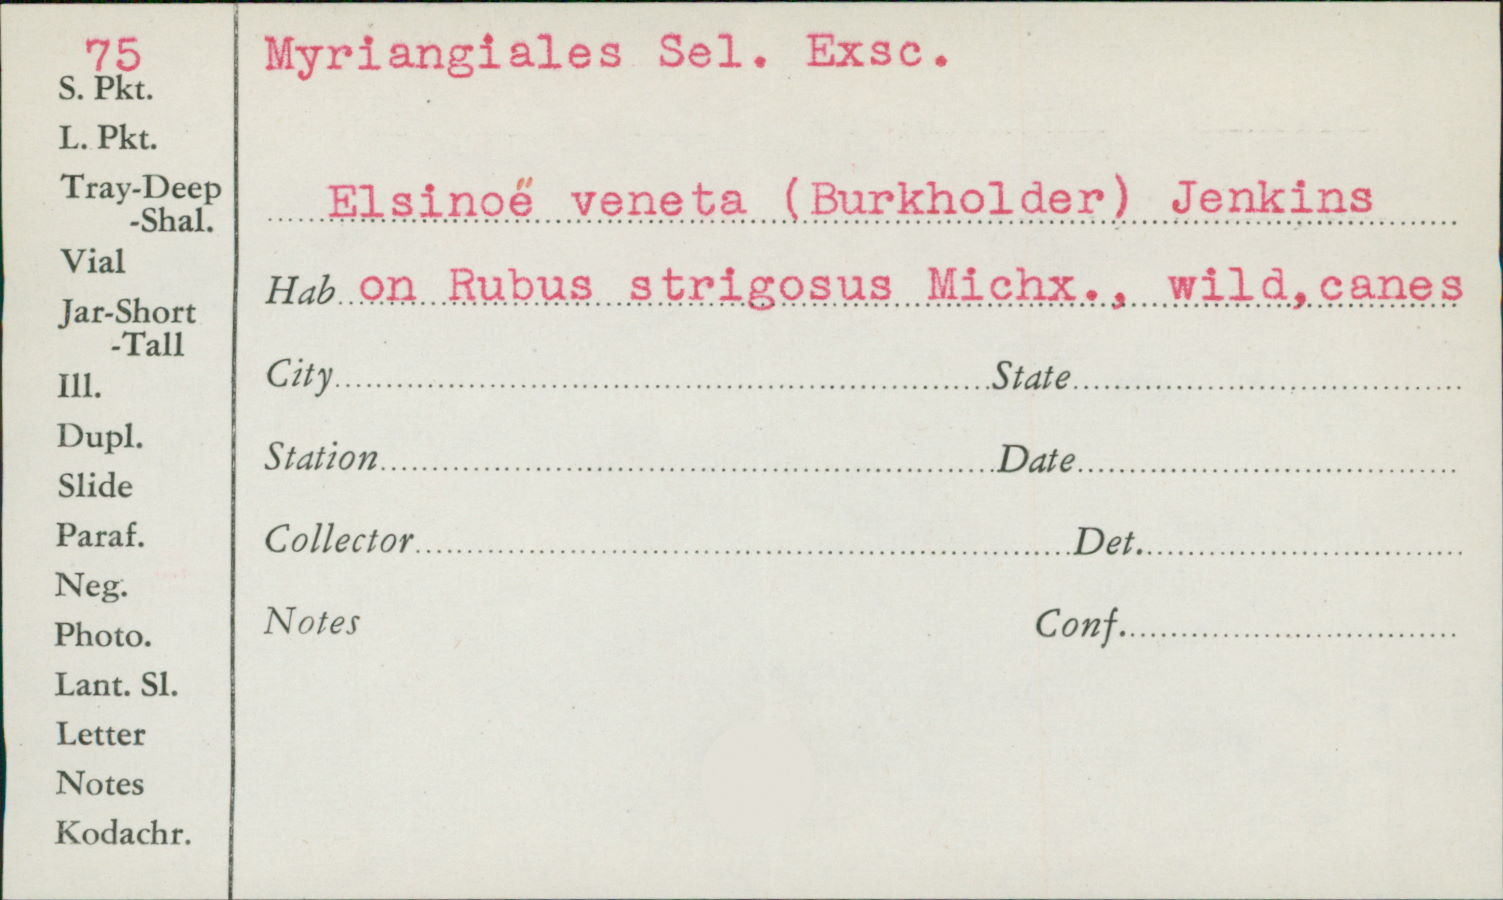 75
S. Pkt.
L. Pkt.
Tray-Deep
-Shal.
Vial
Jar-Short
-Tall
Ill.
Dupl.
Slide
Paraf.
Neg.
Photo.
Lant. Sl.
Letter
Notes
Kodachr.
Myriangiales Sel. Exsc.
Elsinoë veneta (Burkholder) Jenkins
Hab on Rubus strigosus Michx., wild,canes
City State
Station Date
Collector Det.
Notes Conf.